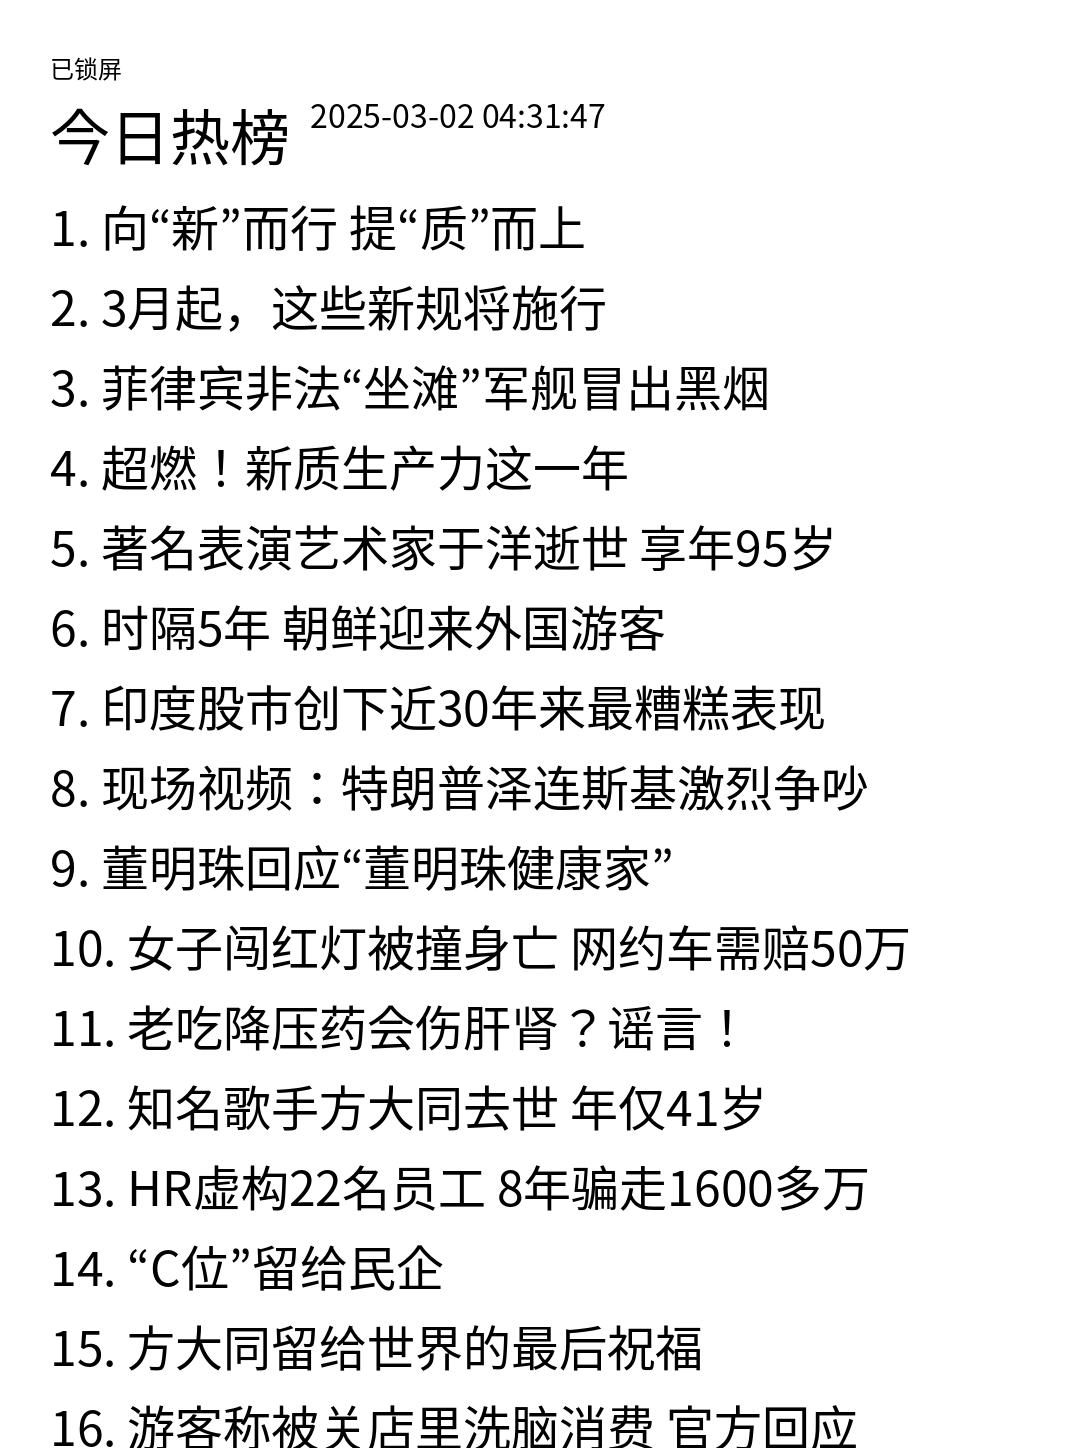 已锁屏
今日热榜 2025-03-02 04:31:47
1. 向“新”而行 提“质”而上
2. 3月起，这些新规将施行
3. 菲律宾非法“坐滩”军舰冒出黑烟
4. 超燃！新质生产力这一年
5. 著名表演艺术家于洋逝世 享年95岁
6. 时隔5年 朝鲜迎来外国游客
7. 印度股市创下近30年来最糟糕表现
8. 现场视频：特朗普泽连斯基激烈争吵
9. 董明珠回应“董明珠健康家”
10. 女子闯红灯被撞身亡 网约车需赔50万
11. 老吃降压药会伤肝肾？谣言！
12. 知名歌手方大同去世 年仅41岁
13. HR虚构22名员工 8年骗走1600多万
14. “C位”留给民企
15. 方大同留给世界的最后祝福
16. 游客称被关店里洗脑消费 官方回应